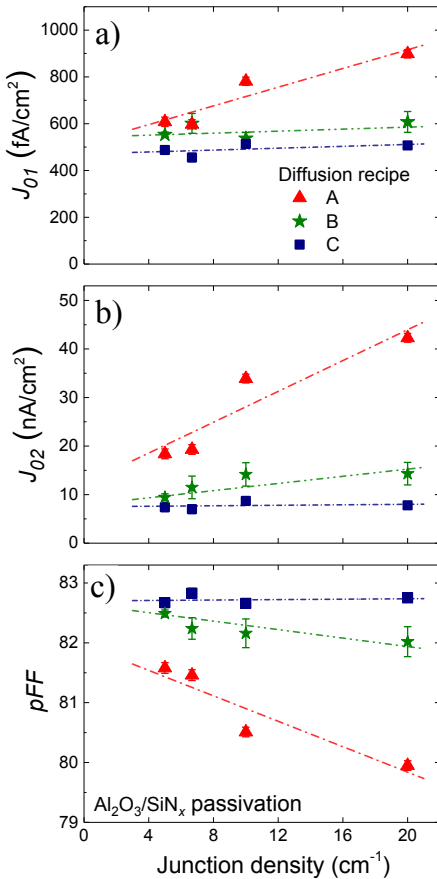 a)
1000
800
600
400
200
0
J01 (fA/cm²)
Diffusion recipe
A
B
C
b)
50
40
30
20
10
0
J02 (nA/cm²)
c)
83
82
81
80
79
pFF
Al₂O₃/SiNₓ passivation
0 4 8 12 16 20
Junction density (cm⁻¹)